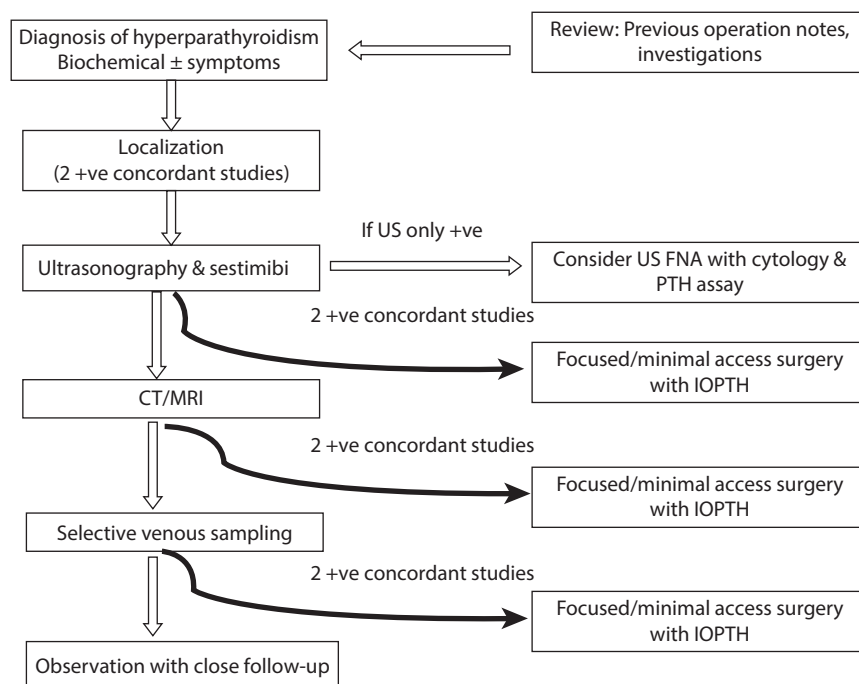 Diagnosis of hyperparathyroidism
Biochemical ± symptoms
Review: Previous operation notes,
investigations
Localization
(2 +ve concordant studies)
If US only +ve
Ultrasonography & sestimibi
Consider US FNA with cytology &
PTH assay
2 +ve concordant studies
Focused/minimal access surgery
with IOPTH
CT/MRI
2 +ve concordant studies
Focused/minimal access surgery
with IOPTH
Selective venous sampling
2 +ve concordant studies
Focused/minimal access surgery
with IOPTH
Observation with close follow-up